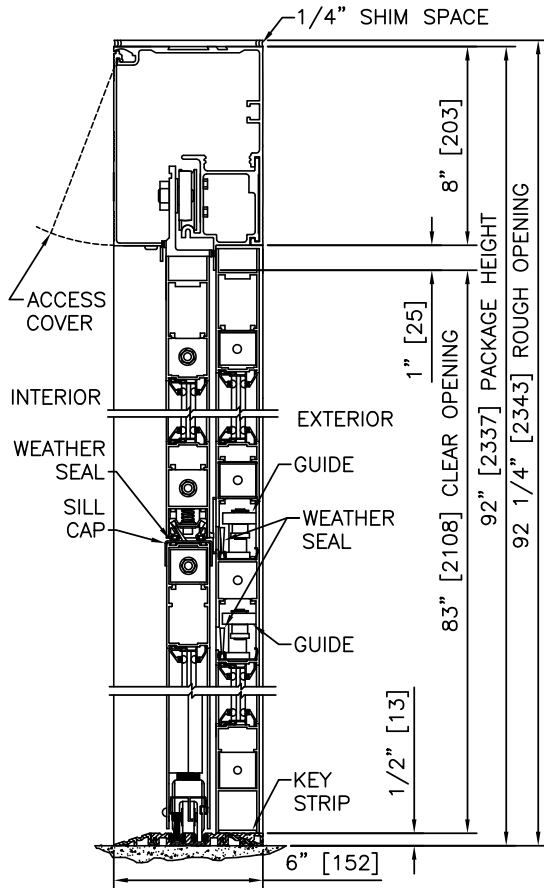 1/4" SHIM SPACE
8" [203]
ACCESS
COVER
1" [25]
INTERIOR
EXTERIOR
WEATHER
SEAL
GUIDE
SILL
CAP
WEATHER
SEAL
GUIDE
83" [2108] CLEAR OPENING
92" [2337] PACKAGE HEIGHT
92 1/4" [2343] ROUGH OPENING
1/2" [13]
KEY
STRIP
6" [152]